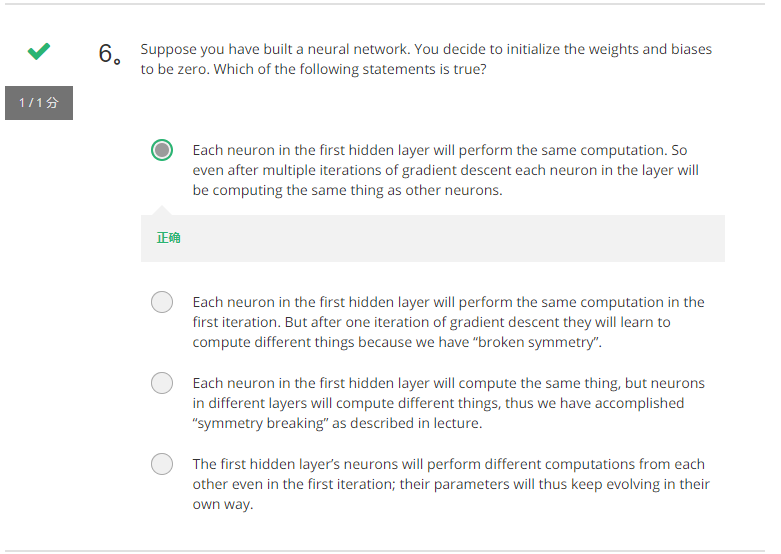 6。
Suppose you have built a neural network. You decide to initialize the weights and biases
to be zero. Which of the following statements is true?
1 / 1 分
Each neuron in the first hidden layer will perform the same computation. So
even after multiple iterations of gradient descent each neuron in the layer will
be computing the same thing as other neurons.
正确
Each neuron in the first hidden layer will perform the same computation in the
first iteration. But after one iteration of gradient descent they will learn to
compute different things because we have “broken symmetry”.
Each neuron in the first hidden layer will compute the same thing, but neurons
in different layers will compute different things, thus we have accomplished
“symmetry breaking” as described in lecture.
The first hidden layer’s neurons will perform different computations from each
other even in the first iteration; their parameters will thus keep evolving in their
own way.